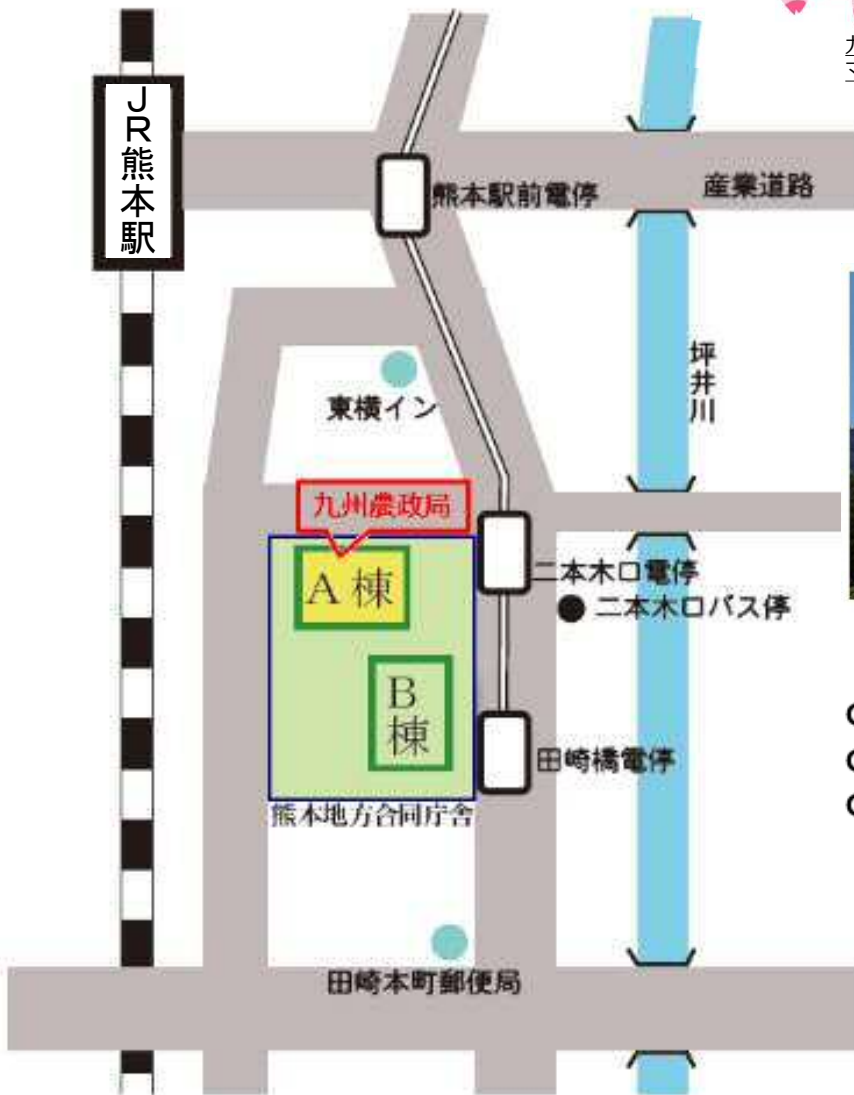 JR熊本駅
熊本駅前電停
産業道路
坪井川
東横イン
九州農政局
A棟
二本木口電停
二本木口バス停
B棟
田崎橋電停
熊本地方合同庁舎
田崎本町郵便局